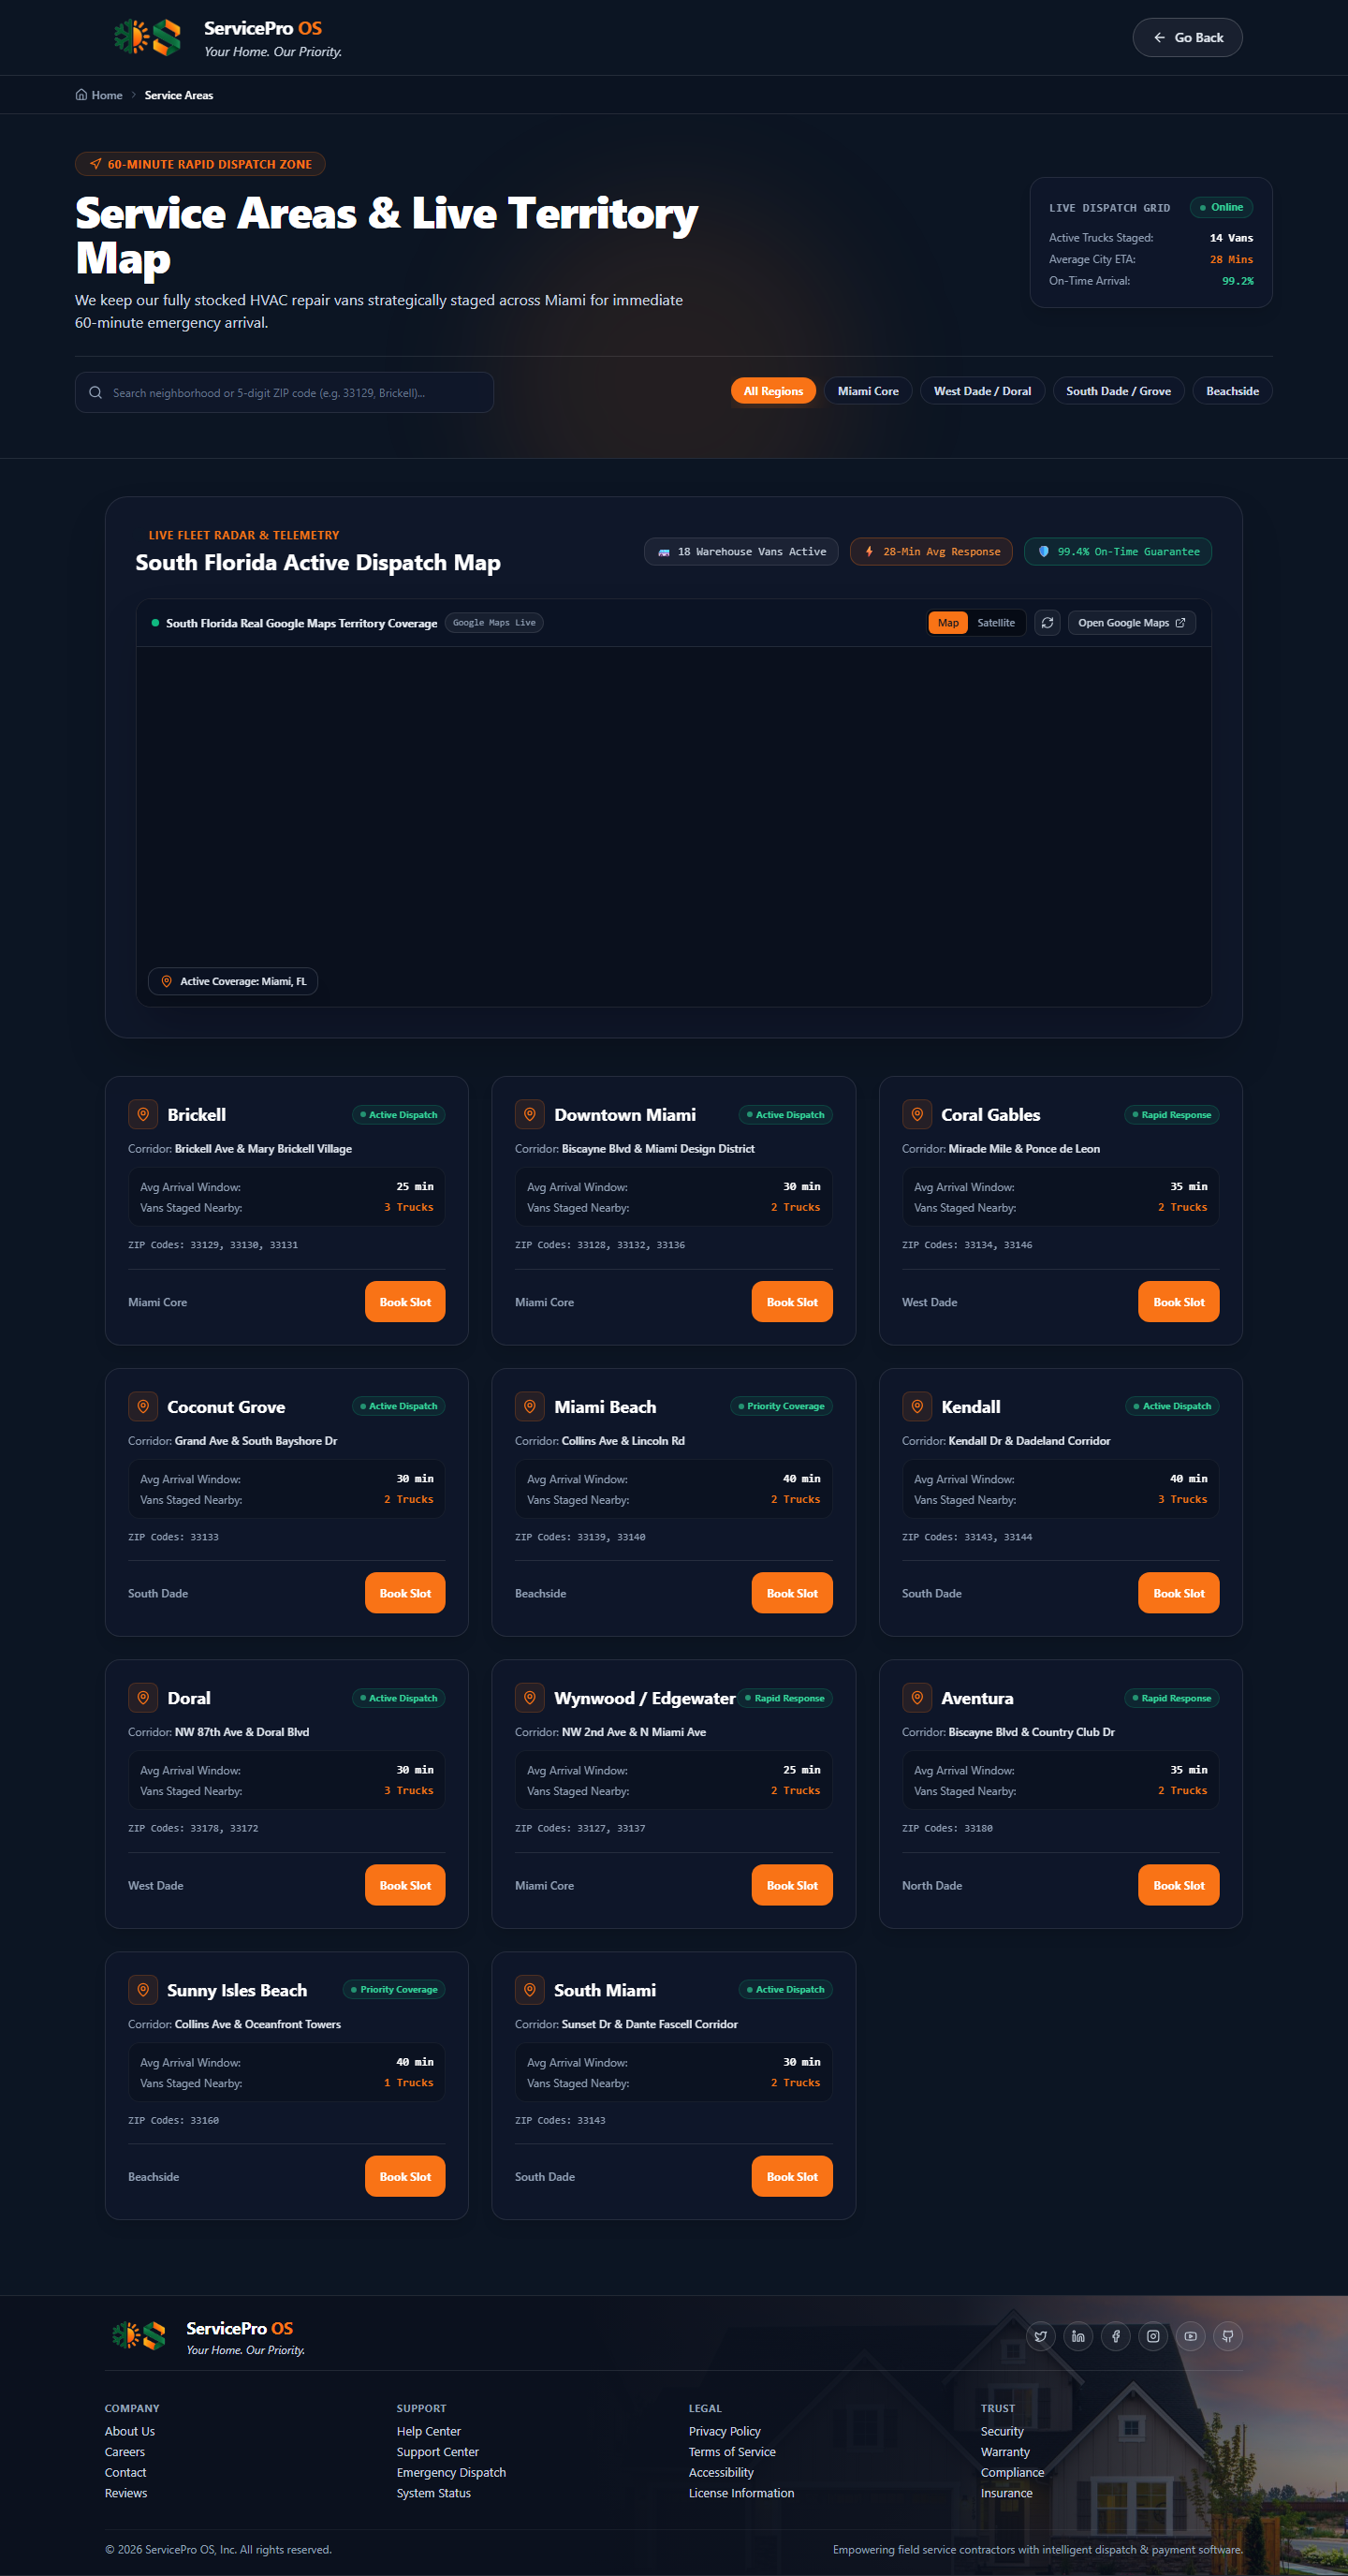 ServicePro OS
Your Home. Our Priority.
Go Back
Home
Service Areas
60-MINUTE RAPID DISPATCH ZONE
Service Areas & Live Territory
Map
We keep our fully stocked HVAC repair vans strategically staged across Miami for immediate
60-minute emergency arrival.
LIVE DISPATCH GRID
Online
Active Trucks Staged:
14 Vans
Average City ETA:
28 Mins
On-Time Arrival:
99.2%
Search neighborhood or 5-digit ZIP code (e.g. 33129, Brickell)...
All Regions
Miami Core
West Dade / Doral
South Dade / Grove
Beachside
LIVE FLEET RADAR & TELEMETRY
South Florida Active Dispatch Map
18 Warehouse Vans Active
28-Min Avg Response
99.4% On-Time Guarantee
South Florida Real Google Maps Territory Coverage
Google Maps Live
Map
Satellite
Open Google Maps
Active Coverage: Miami, FL
Brickell
Active Dispatch
Corridor: Brickell Ave & Mary Brickell Village
Avg Arrival Window:
25 min
Vans Staged Nearby:
3 Trucks
ZIP Codes: 33129, 33130, 33131
Miami Core
Book Slot
Downtown Miami
Active Dispatch
Corridor: Biscayne Blvd & Miami Design District
Avg Arrival Window:
30 min
Vans Staged Nearby:
2 Trucks
ZIP Codes: 33128, 33132, 33136
Miami Core
Book Slot
Coral Gables
Rapid Response
Corridor: Miracle Mile & Ponce de Leon
Avg Arrival Window:
35 min
Vans Staged Nearby:
2 Trucks
ZIP Codes: 33134, 33146
West Dade
Book Slot
Coconut Grove
Active Dispatch
Corridor: Grand Ave & South Bayshore Dr
Avg Arrival Window:
30 min
Vans Staged Nearby:
2 Trucks
ZIP Codes: 33133
South Dade
Book Slot
Miami Beach
Priority Coverage
Corridor: Collins Ave & Lincoln Rd
Avg Arrival Window:
40 min
Vans Staged Nearby:
2 Trucks
ZIP Codes: 33139, 33140
Beachside
Book Slot
Kendall
Active Dispatch
Corridor: Kendall Dr & Dadeland Corridor
Avg Arrival Window:
40 min
Vans Staged Nearby:
3 Trucks
ZIP Codes: 33143, 33144
South Dade
Book Slot
Doral
Active Dispatch
Corridor: NW 87th Ave & Doral Blvd
Avg Arrival Window:
30 min
Vans Staged Nearby:
3 Trucks
ZIP Codes: 33178, 33172
West Dade
Book Slot
Wynwood / Edgewater
Rapid Response
Corridor: NW 2nd Ave & N Miami Ave
Avg Arrival Window:
25 min
Vans Staged Nearby:
2 Trucks
ZIP Codes: 33127, 33137
Miami Core
Book Slot
Aventura
Rapid Response
Corridor: Biscayne Blvd & Country Club Dr
Avg Arrival Window:
35 min
Vans Staged Nearby:
2 Trucks
ZIP Codes: 33180
North Dade
Book Slot
Sunny Isles Beach
Priority Coverage
Corridor: Collins Ave & Oceanfront Towers
Avg Arrival Window:
40 min
Vans Staged Nearby:
1 Trucks
ZIP Codes: 33160
Beachside
Book Slot
South Miami
Active Dispatch
Corridor: Sunset Dr & Dante Fascell Corridor
Avg Arrival Window:
30 min
Vans Staged Nearby:
2 Trucks
ZIP Codes: 33143
South Dade
Book Slot
ServicePro OS
Your Home. Our Priority.
COMPANY
About Us
Careers
Contact
Reviews
SUPPORT
Help Center
Support Center
Emergency Dispatch
System Status
LEGAL
Privacy Policy
Terms of Service
Accessibility
License Information
TRUST
Security
Warranty
Compliance
Insurance
© 2026 ServicePro OS, Inc. All rights reserved.
Empowering field service contractors with intelligent dispatch & payment software.